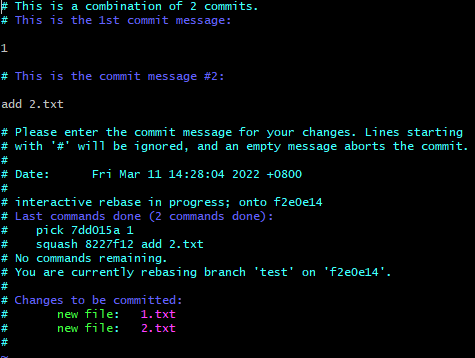 # This is a combination of 2 commits.
# This is the 1st commit message:
1
# This is the commit message #2:
add 2.txt
# Please enter the commit message for your changes. Lines starting
# with '#' will be ignored, and an empty message aborts the commit.
#
# Date:      Fri Mar 11 14:28:04 2022 +0800
#
# interactive rebase in progress; onto f2e0e14
# Last commands done (2 commands done):
#    pick 7dd015a 1
#    squash 8227f12 add 2.txt
# No commands remaining.
# You are currently rebasing branch 'test' on 'f2e0e14'.
#
# Changes to be committed:
#       new file:   1.txt
#       new file:   2.txt
#
~